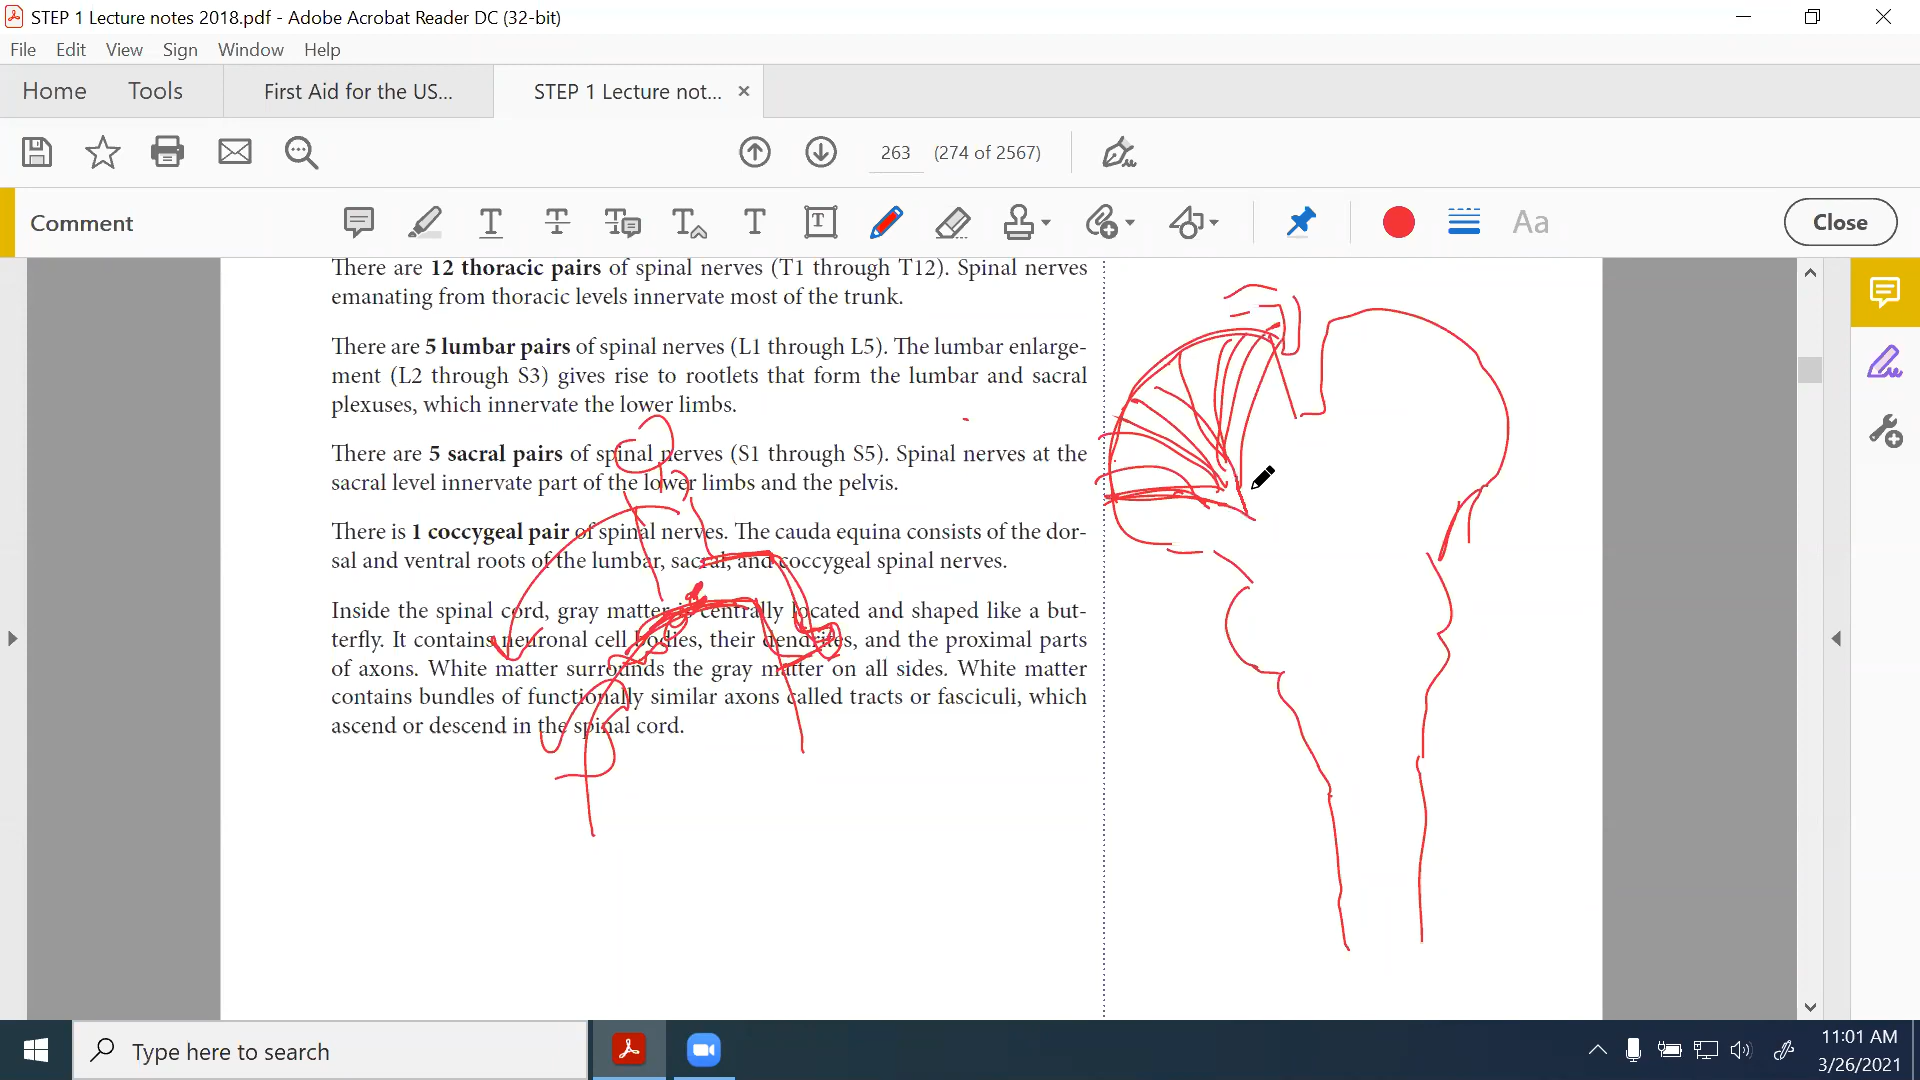 STEP 1 Lecture notes 2018.pdf - Adobe Acrobat Reader DC (32-bit)
File Edit View Sign Window Help
Home Tools First Aid for the US... STEP 1 Lecture not... ×
263 (274 of 2567)
Comment Aa Close
There are 12 thoracic pairs of spinal nerves (T1 through T12). Spinal nerves
emanating from thoracic levels innervate most of the trunk.
There are 5 lumbar pairs of spinal nerves (L1 through L5). The lumbar enlarge-
ment (L2 through S3) gives rise to rootlets that form the lumbar and sacral
plexuses, which innervate the lower limbs.
There are 5 sacral pairs of spinal nerves (S1 through S5). Spinal nerves at the
sacral level innervate part of the lower limbs and the pelvis.
There is 1 coccygeal pair of spinal nerves. The cauda equina consists of the dor-
sal and ventral roots of the lumbar, sacral, and coccygeal spinal nerves.
Inside the spinal cord, gray matter is centrally located and shaped like a but-
terfly. It contains neuronal cell bodies, their dendrites, and the proximal parts
of axons. White matter surrounds the gray matter on all sides. White matter
contains bundles of functionally similar axons called tracts or fasciculi, which
ascend or descend in the spinal cord.
Type here to search
11:01 AM
3/26/2021